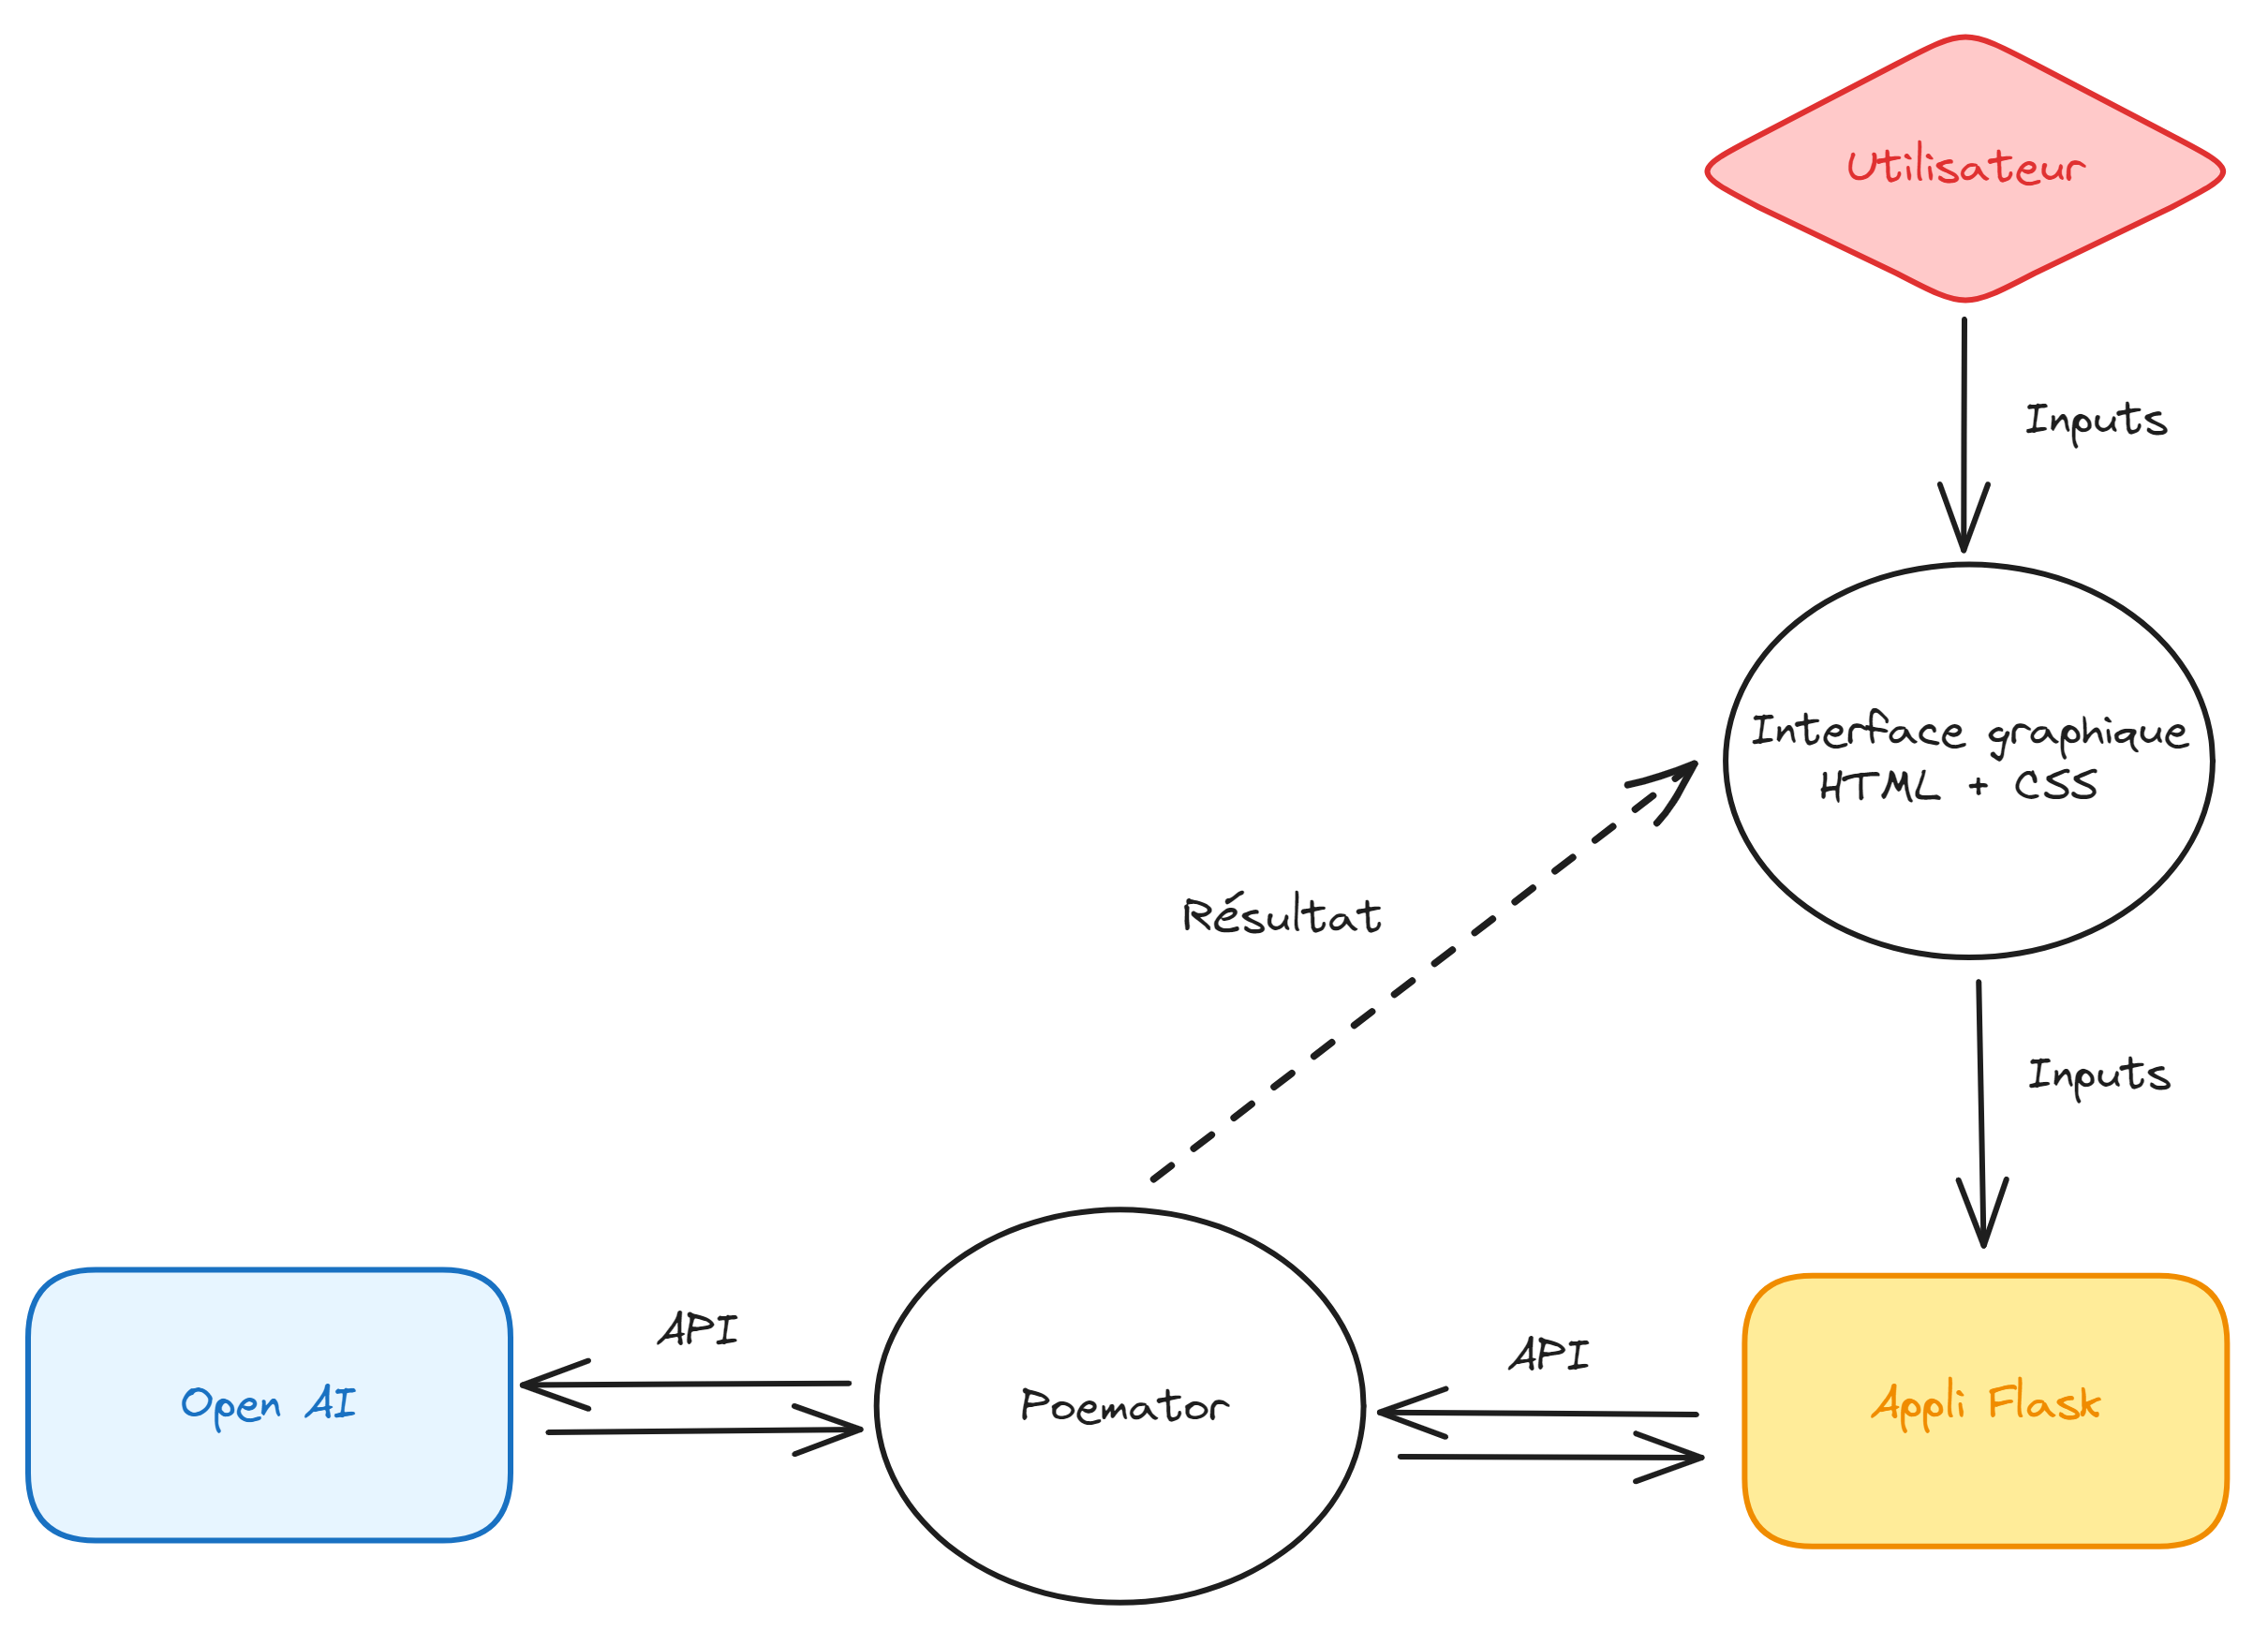 Utilisateur
Inputs
Interface graphique
HTML + CSS
Résultat
Inputs
API
API
Open AI
Poemator
Appli Flask